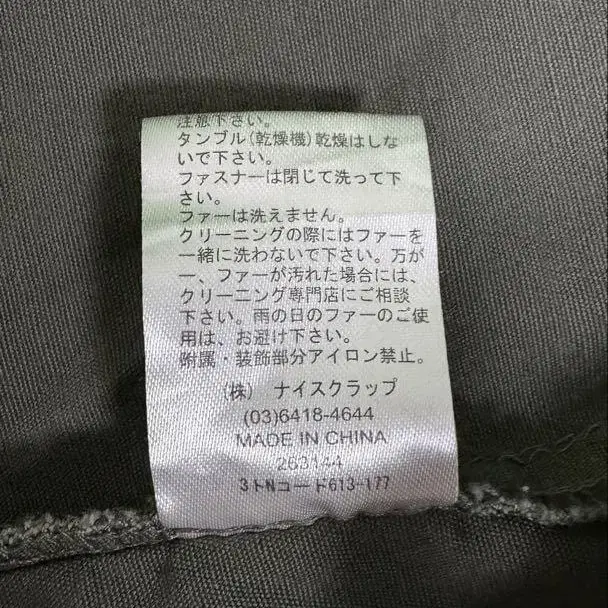 注意下さい。
タンブル(乾燥機)乾燥はしな
いで下さい。
ファスナーは閉じて洗って下
さい。
ファーは洗えません。
クリーニングの際にはファーを
一緒に洗わないで下さい。万が
一、ファーが汚れた場合には、
クリーニング専門店にご相談
下さい。雨の日のファーのご使
用は、お避け下さい。
附属・装飾部分アイロン禁止。
(株) ナイスクラップ
(03)6418-4644
MADE IN CHINA
263144
3トNコード613-177